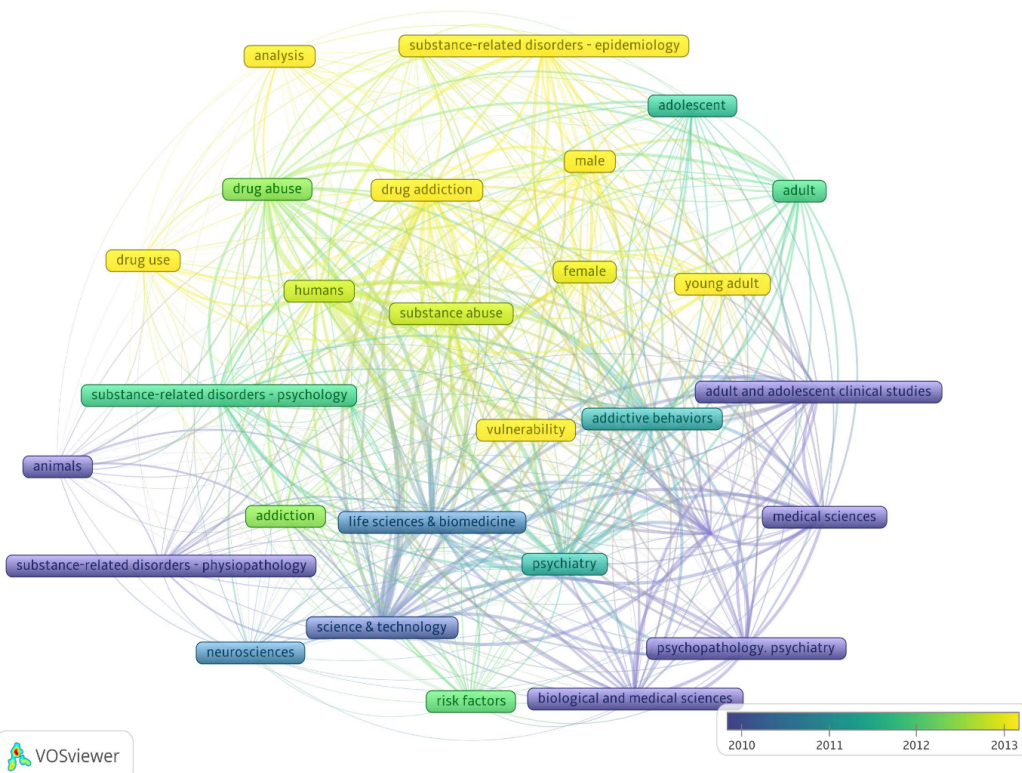 substance-related disorders - epidemiology
analysis
adolescent
male
drug abuse
drug addiction
adult
drug use
female
young adult
humans
substance abuse
substance-related disorders - psychology
adult and adolescent clinical studies
addictive behaviors
vulnerability
animals
addiction
life sciences & biomedicine
medical sciences
substance-related disorders - physiopathology
psychiatry
science & technology
neurosciences
psychopathology. psychiatry
risk factors
biological and medical sciences
VOSviewer
2010 2011 2012 2013